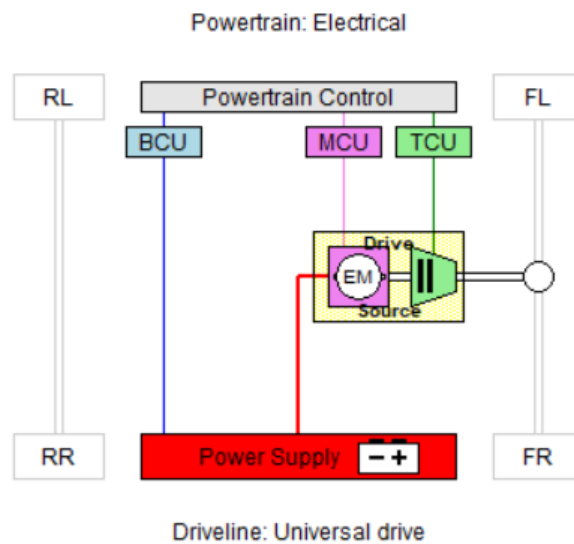 Powertrain: Electrical
RL
Powertrain Control
FL
BCU
MCU
TCU
Drive
EM
Source
RR
Power Supply
- +
FR
Driveline: Universal drive